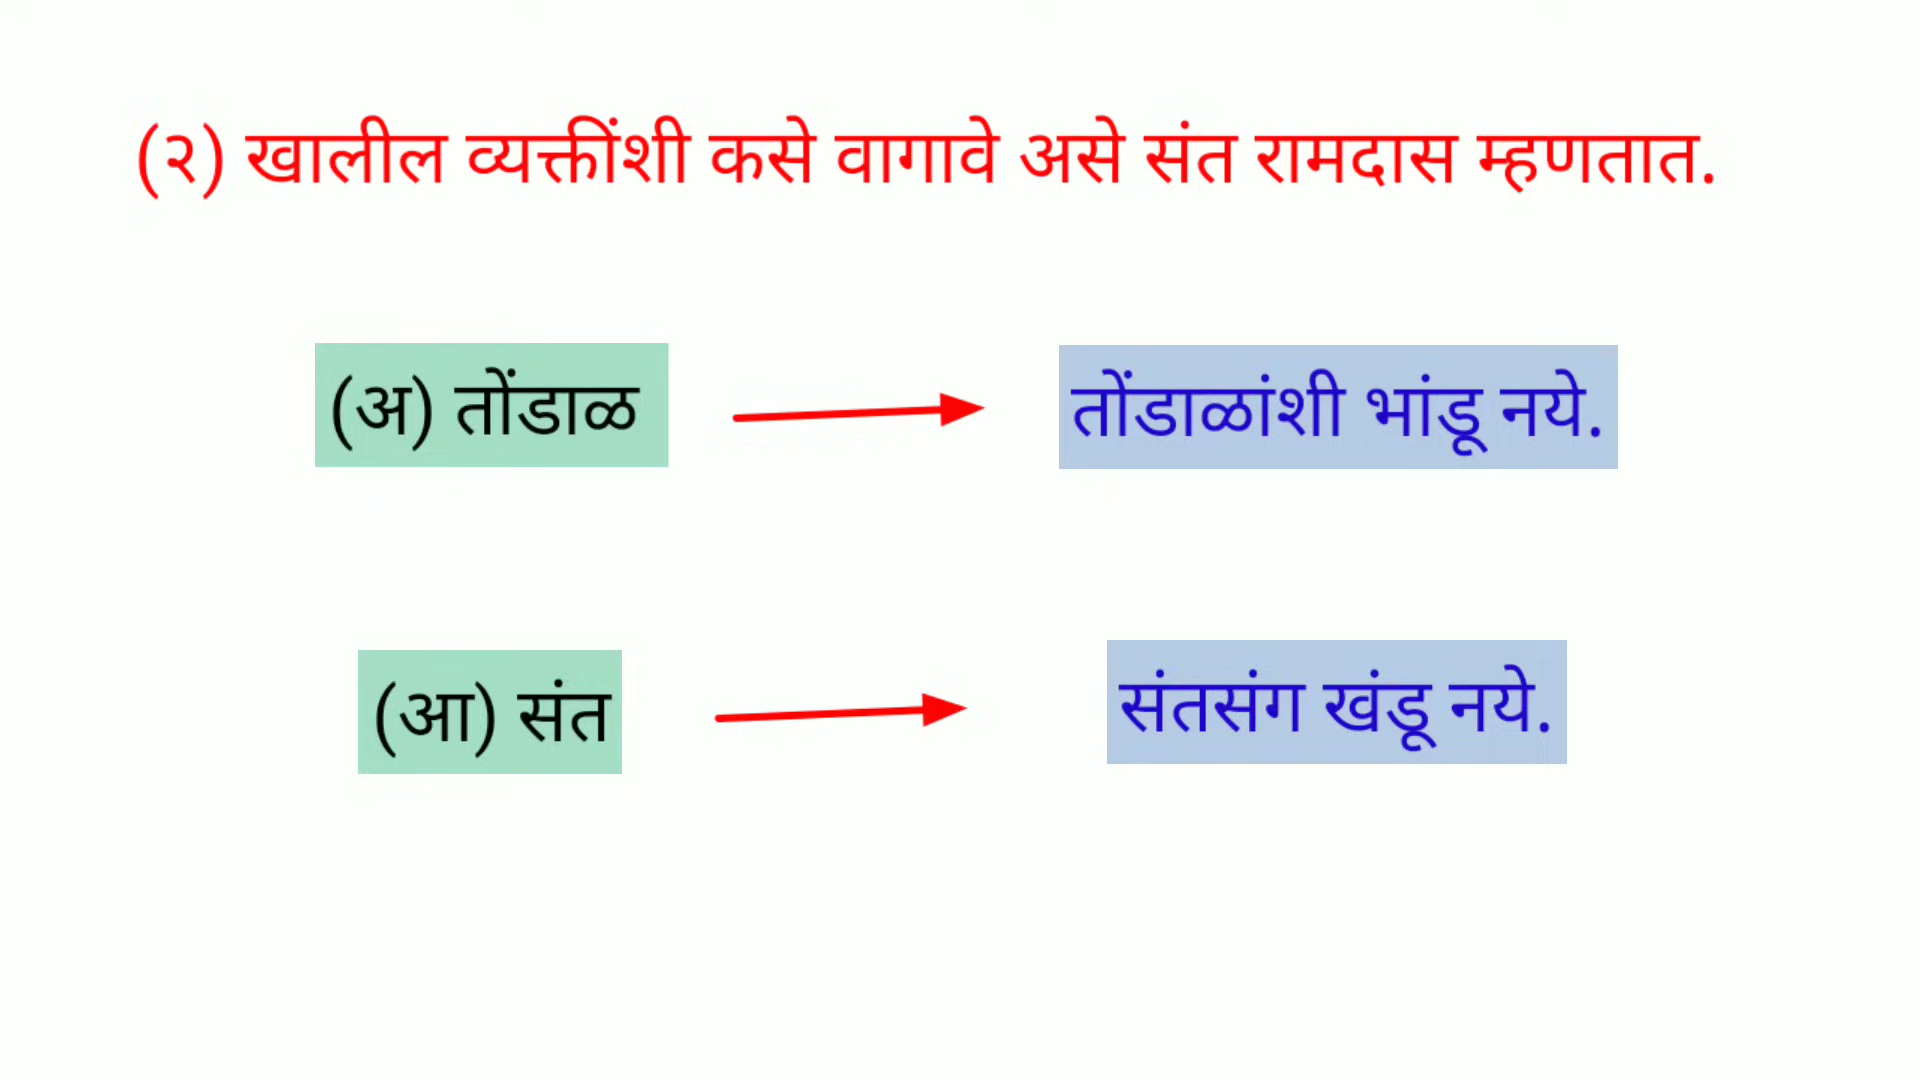 (२) खालील व्यक्तींशी कसे वागावे असे संत रामदास म्हणतात.
(अ) तोंडाळ तोंडाळांशी भांडू नये.
(आ) संत संतसंग खंडू नये.